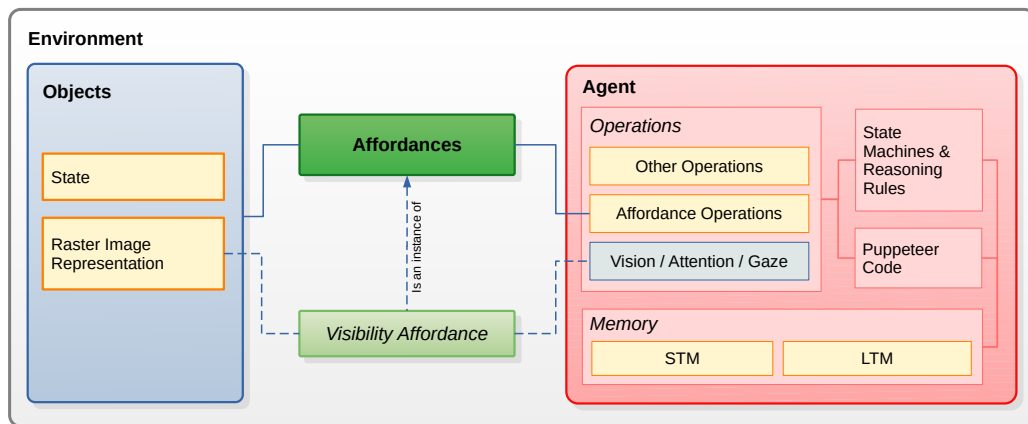 Environment
Objects
State
Raster Image
Representation
Affordances
Is an instance of
Visibility Affordance
Agent
Operations
Other Operations
Affordance Operations
Vision / Attention / Gaze
State
Machines &
Reasoning
Rules
Puppeteer
Code
Memory
STM
LTM